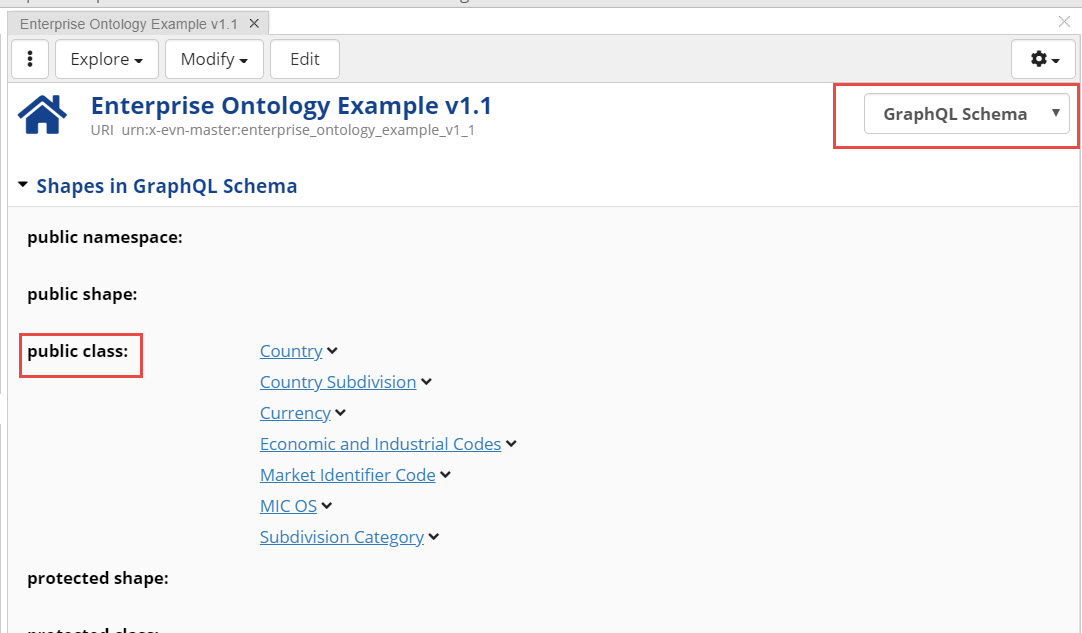 Enterprise Ontology Example v1.1
Explore
Modify
Edit
Enterprise Ontology Example v1.1
URI urn:x-evn-master:enterprise_ontology_example_v1_1
GraphQL Schema
Shapes in GraphQL Schema
public namespace:
public shape:
public class:
Country
Country Subdivision
Currency
Economic and Industrial Codes
Market Identifier Code
MIC OS
Subdivision Category
protected shape:
protected class: